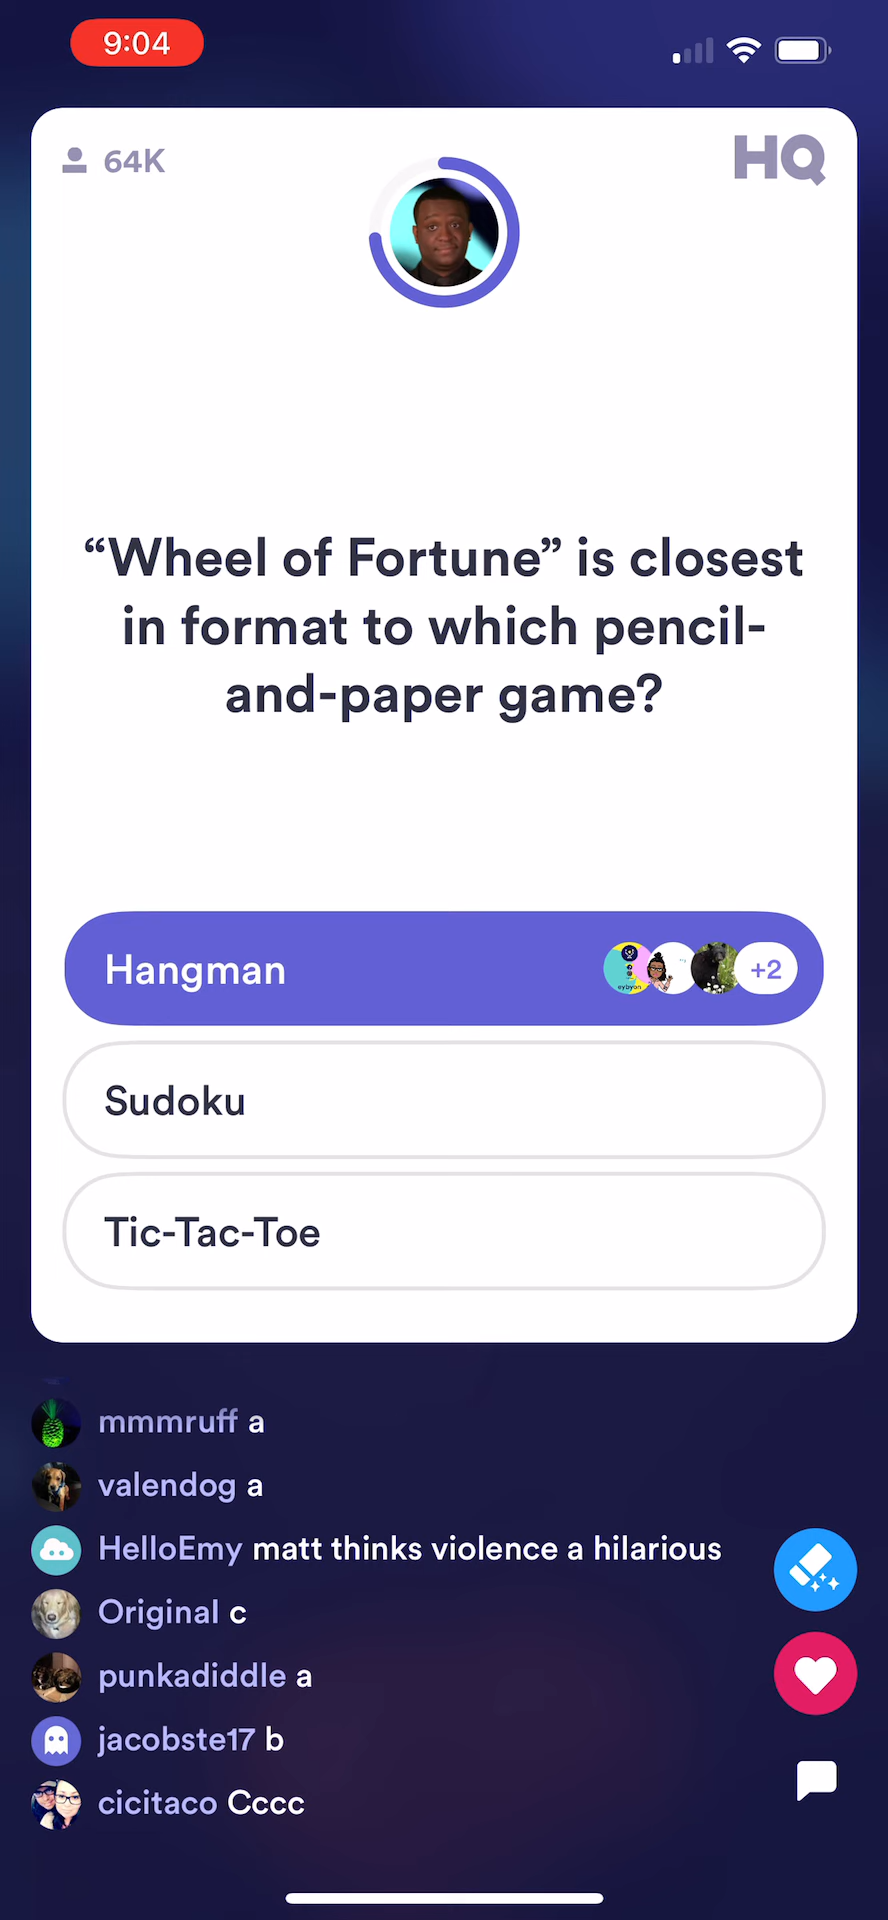 9:04
64K
HQ
“Wheel of Fortune” is closest
in format to which pencil-
and-paper game?
Hangman
+2
Sudoku
Tic-Tac-Toe
mmmruff a
valendog a
HelloEmy matt thinks violence a hilarious
Original c
punkadiddle a
jacobste17 b
cicitaco Cccc